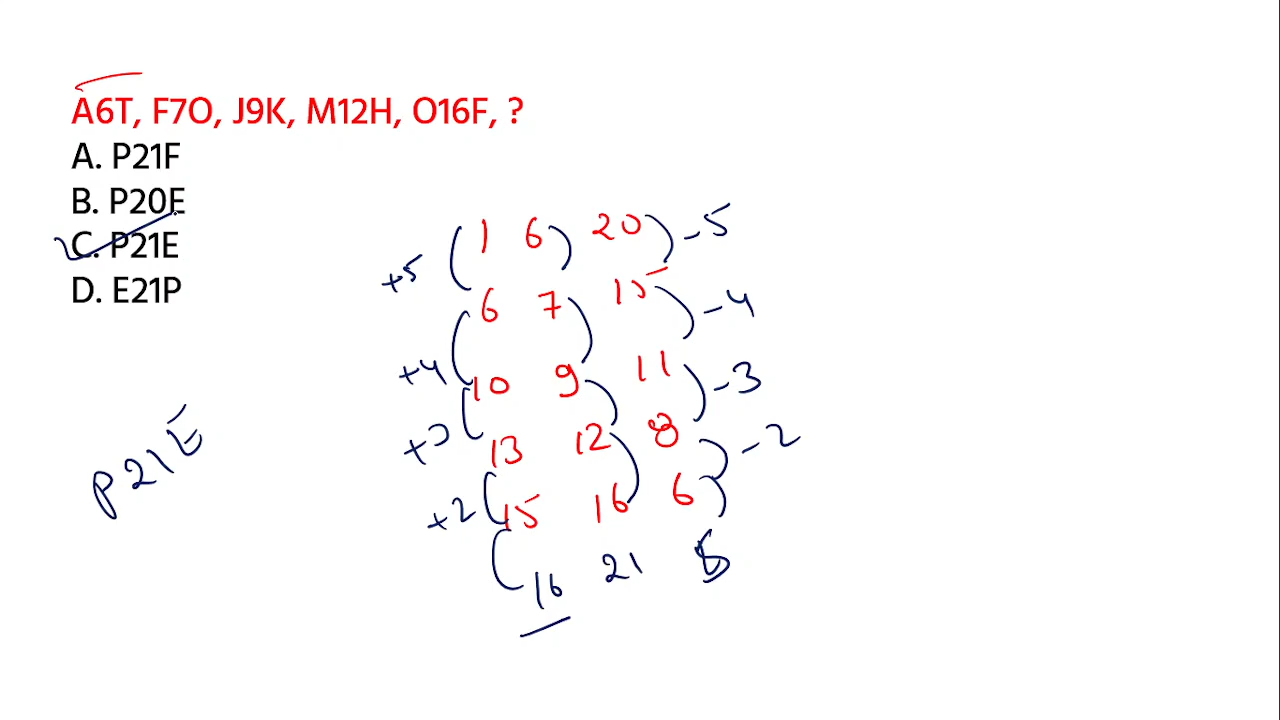 A6T, F7O, J9K, M12H, O16F, ?
A. P21F
B. P20E
C. P21E
D. E21P
1 6 20 -5
+5
6 7 15 -4
+4
10 9 11 -3
+3
13 12 8 -2
+2
15 16 6
16 21 5
P21E